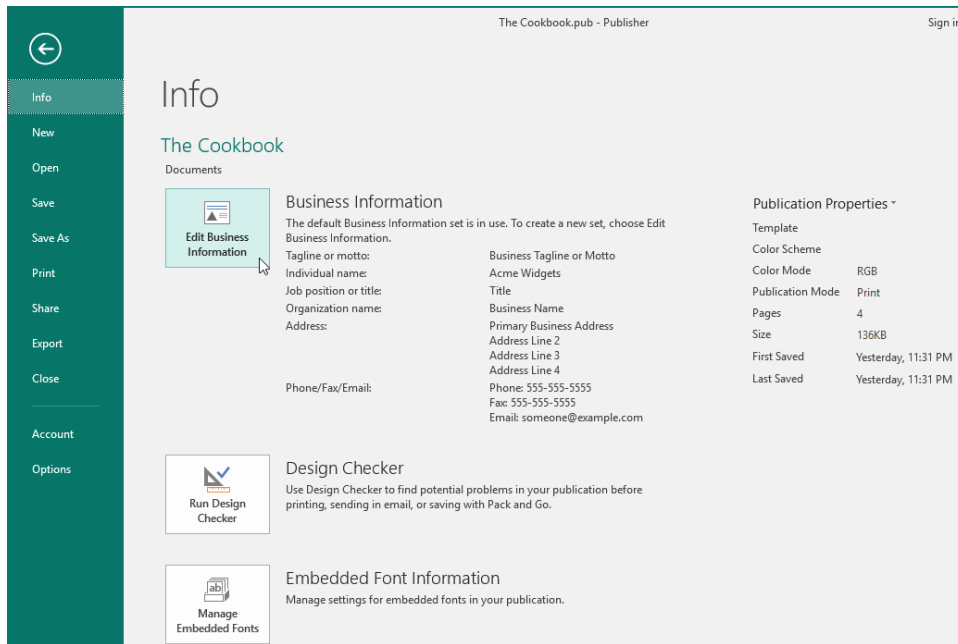 The Cookbook.pub - Publisher
Sign in
Info
New
Open
Save
Save As
Print
Share
Export
Close
Account
Options
Info
The Cookbook
Documents
Edit Business
Information
Business Information
The default Business Information set is in use. To create a new set, choose Edit
Business Information.
Tagline or motto: Business Tagline or Motto
Individual name: Acme Widgets
Job position or title: Title
Organization name: Business Name
Address: Primary Business Address
Address Line 2
Address Line 3
Address Line 4
Phone/Fax/Email: Phone: 555-555-5555
Fax: 555-555-5555
Email: someone@example.com
Publication Properties
Template
Color Scheme
Color Mode RGB
Publication Mode Print
Pages 4
Size 136KB
First Saved Yesterday, 11:31 PM
Last Saved Yesterday, 11:31 PM
Run Design
Checker
Design Checker
Use Design Checker to find potential problems in your publication before
printing, sending in email, or saving with Pack and Go.
ab
Manage
Embedded Fonts
Embedded Font Information
Manage settings for embedded fonts in your publication.